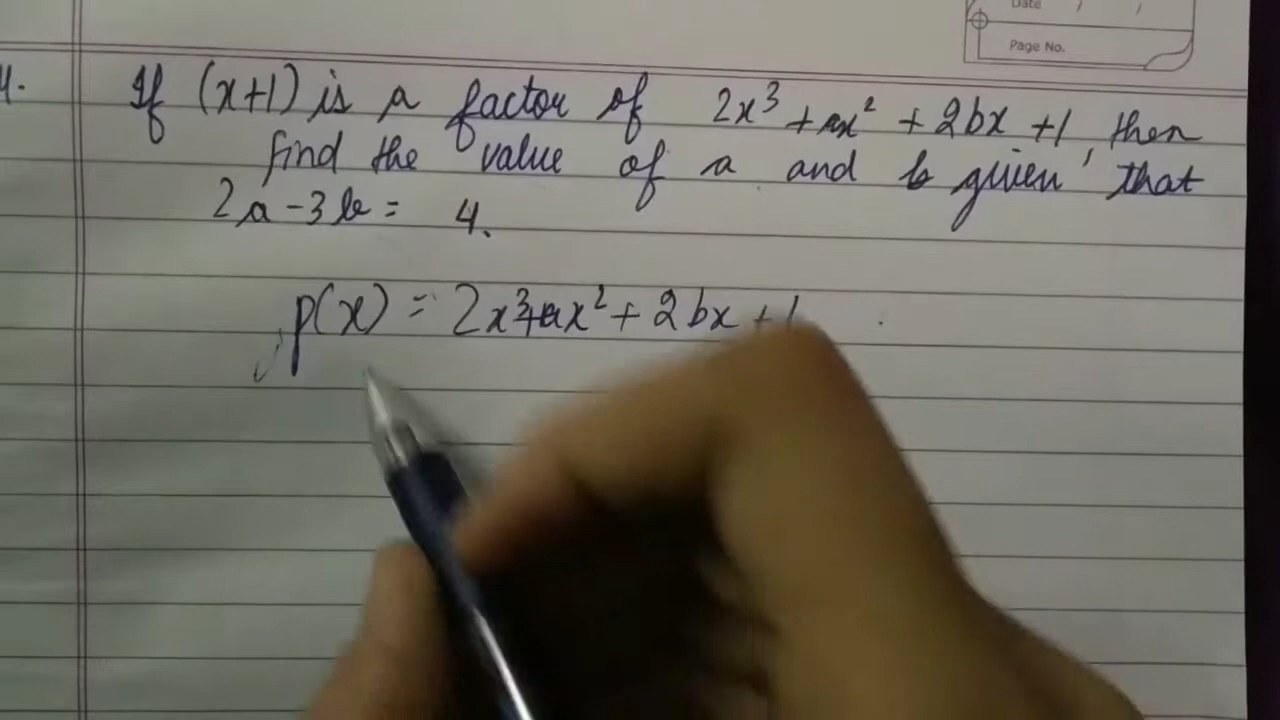 Date / /
Page No.
4. If (x+1) is a factor of 2x³ + ax² + 2bx + 1, then
find the value of a and b given that
2a - 3b = 4.
p(x) = 2x³+ax² + 2bx + 1